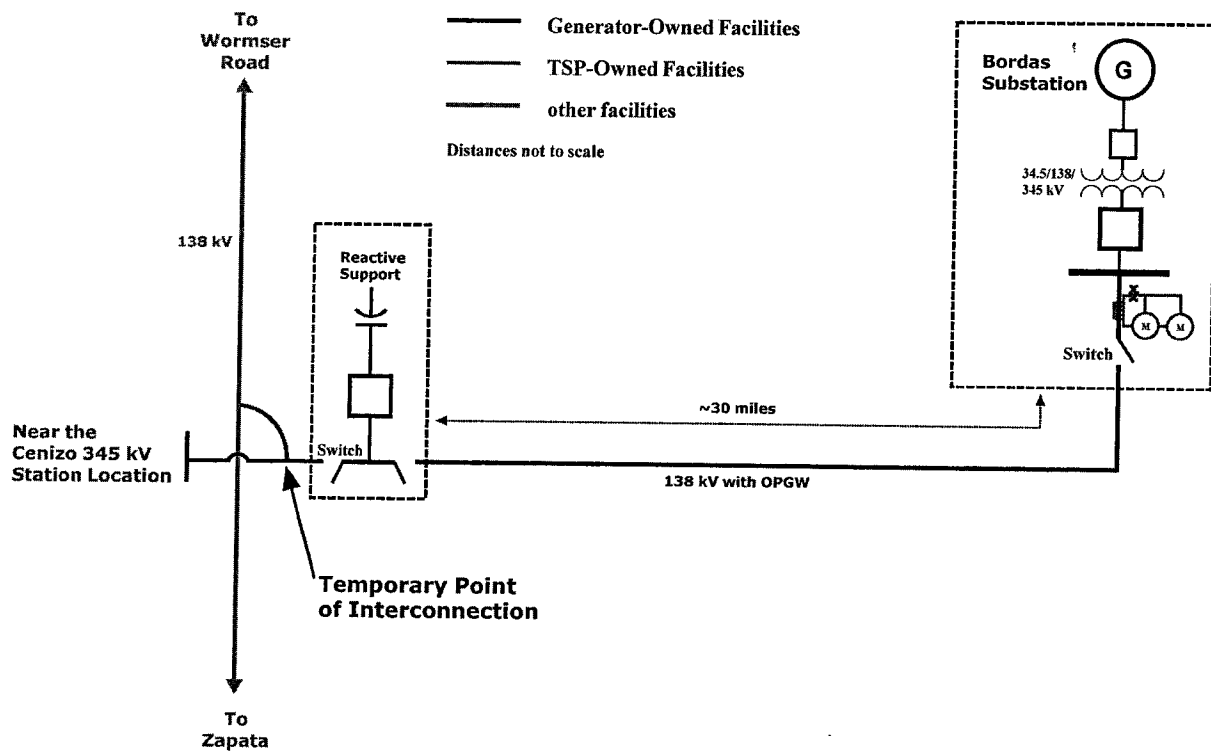 To
Wormser
Road
Generator-Owned Facilities
TSP-Owned Facilities
other facilities
Distances not to scale
Bordas
Substation
G
34.5/138/
345 kV
M
M
Switch
138 kV
Reactive
Support
Switch
~30 miles
Near the
Cenizo 345 kV
Station Location
138 kV with OPGW
Temporary Point
of Interconnection
To
Zapata